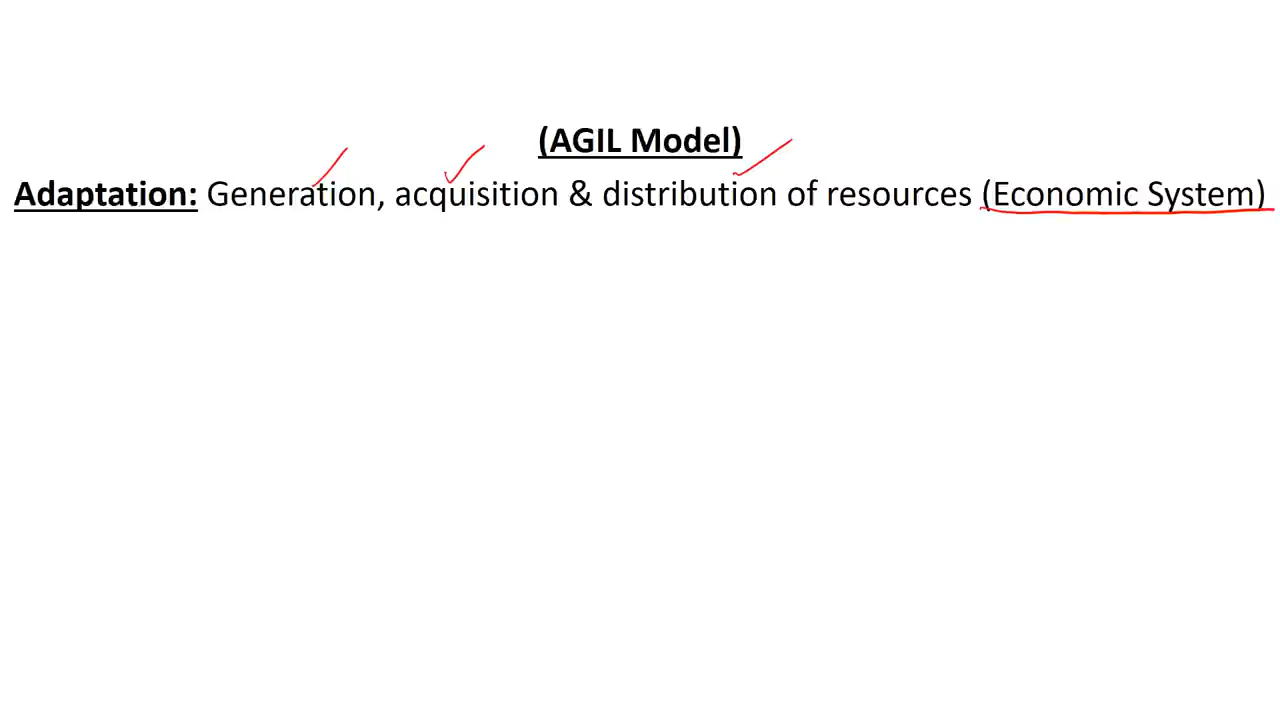 (AGIL Model)
Adaptation: Generation, acquisition & distribution of resources (Economic System)